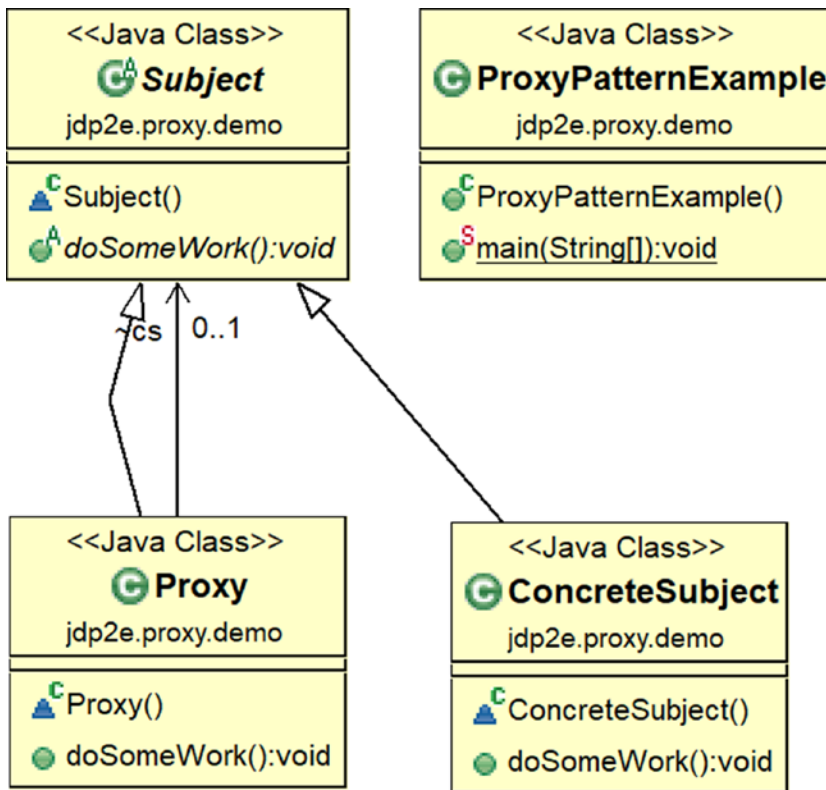 <<Java Class>>
Subject
jdp2e.proxy.demo
Subject()
doSomeWork():void
<<Java Class>>
ProxyPatternExample
jdp2e.proxy.demo
ProxyPatternExample()
main(String[]):void
~cs 0..1
<<Java Class>>
Proxy
jdp2e.proxy.demo
Proxy()
doSomeWork():void
<<Java Class>>
ConcreteSubject
jdp2e.proxy.demo
ConcreteSubject()
doSomeWork():void